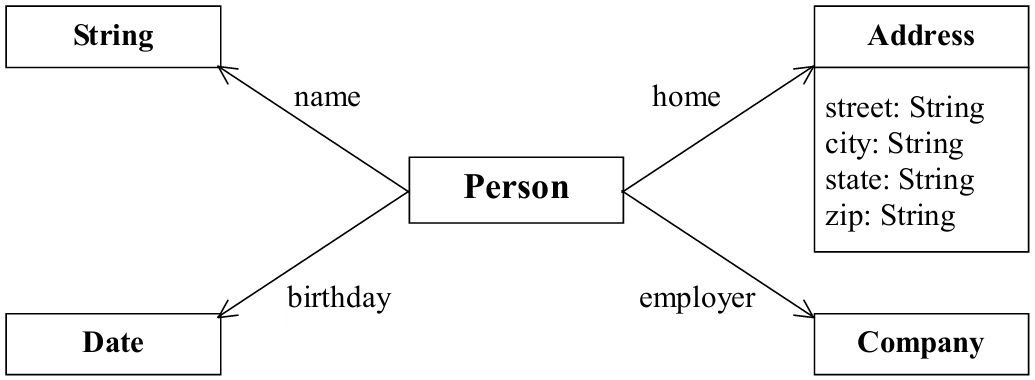 String
Address
name
home
street: String
city: String
state: String
zip: String
Person
birthday
employer
Date
Company